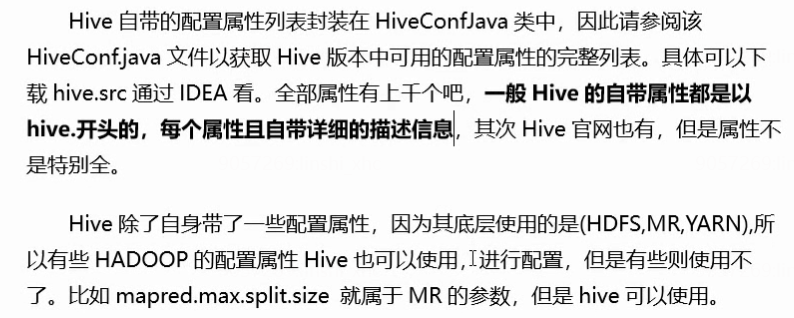 Hive 自带的配置属性列表封装在 HiveConfJava 类中，因此请参阅该
HiveConf.java 文件以获取 Hive 版本中可用的配置属性的完整列表。具体可以下
载 hive.src 通过 IDEA 看。全部属性有上千个吧，一般 Hive 的自带属性都是以
hive.开头的，每个属性且自带详细的描述信息，其次 Hive 官网也有，但是属性不
是特别全。
Hive 除了自身带了一些配置属性，因为其底层使用的是(HDFS,MR,YARN),所
以有些 HADOOP 的配置属性 Hive 也可以使用，进行配置，但是有些则使用不
了。比如 mapred.max.split.size 就属于 MR 的参数，但是 hive 可以使用。